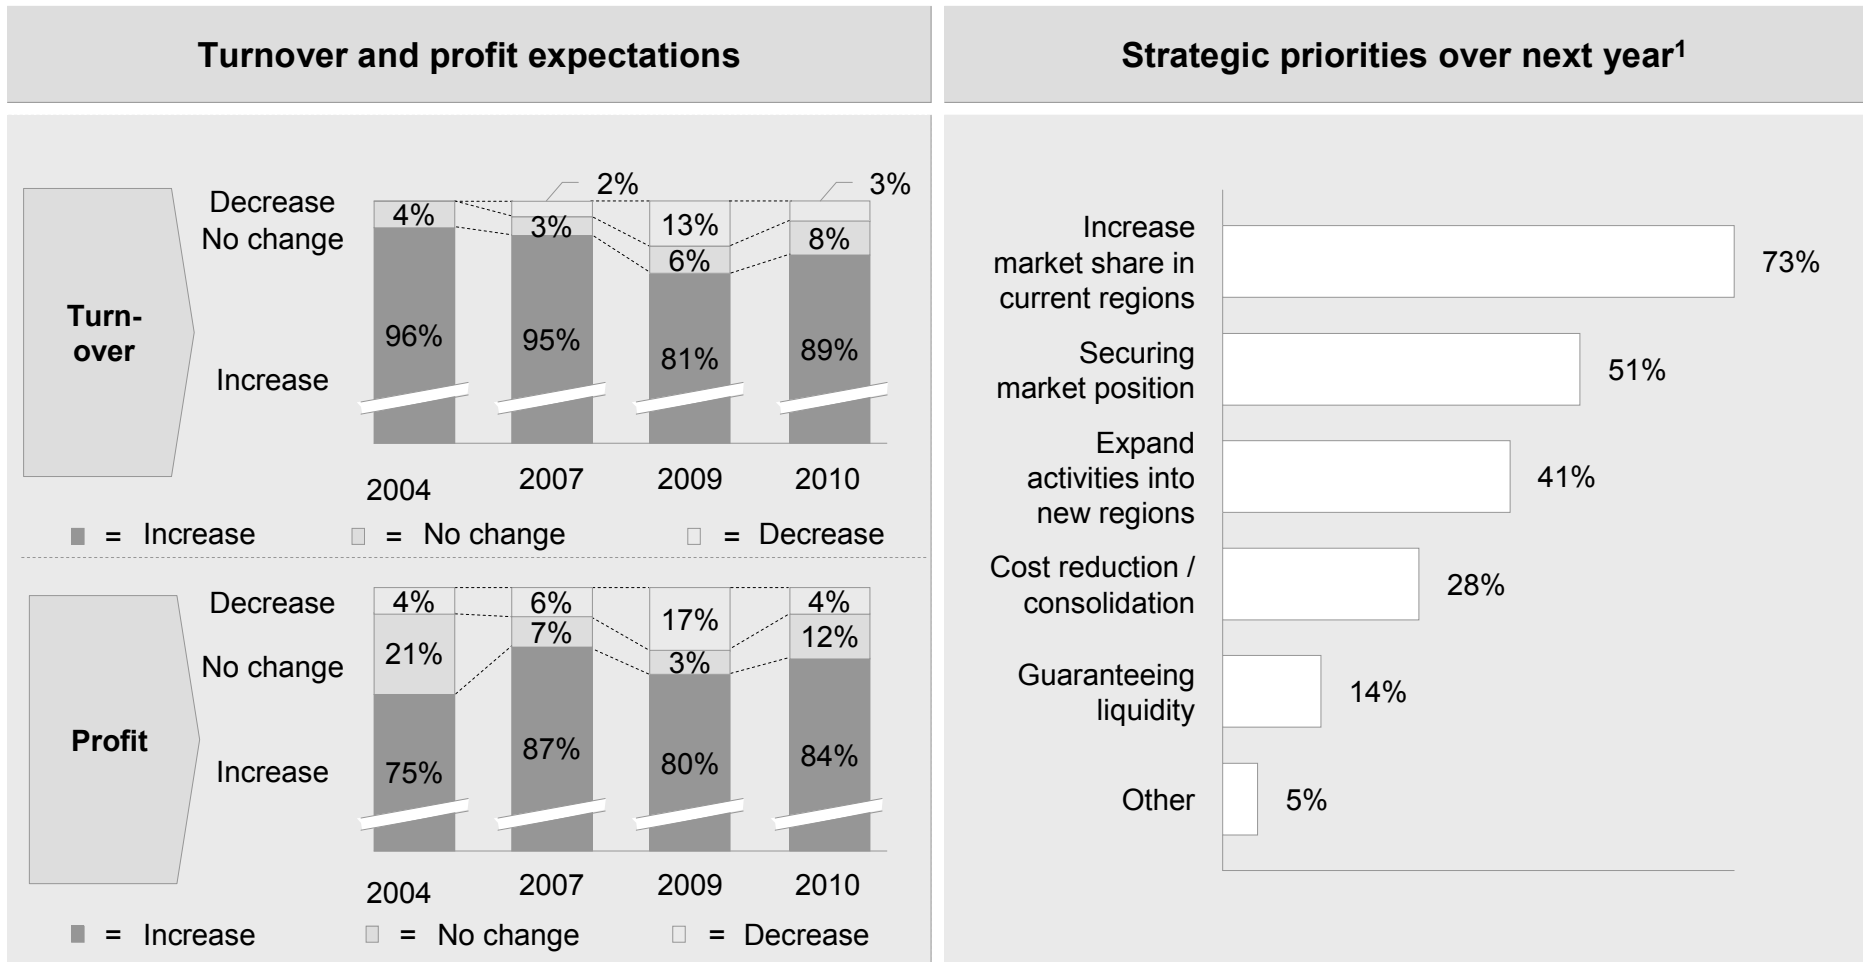 Turnover and profit expectations
Strategic priorities over next year¹
Turn-
over
Decrease
No change
Increase
2%
3%
4%
3%
13%
8%
6%
96%
95%
81%
89%
2004
2007
2009
2010
= Increase
= No change
= Decrease
Profit
Decrease
No change
Increase
4%
6%
17%
4%
21%
7%
3%
12%
75%
87%
80%
84%
2004
2007
2009
2010
= Increase
= No change
= Decrease
Increase
market share in
current regions
73%
Securing
market position
51%
Expand
activities into
new regions
41%
Cost reduction /
consolidation
28%
Guaranteeing
liquidity
14%
Other
5%